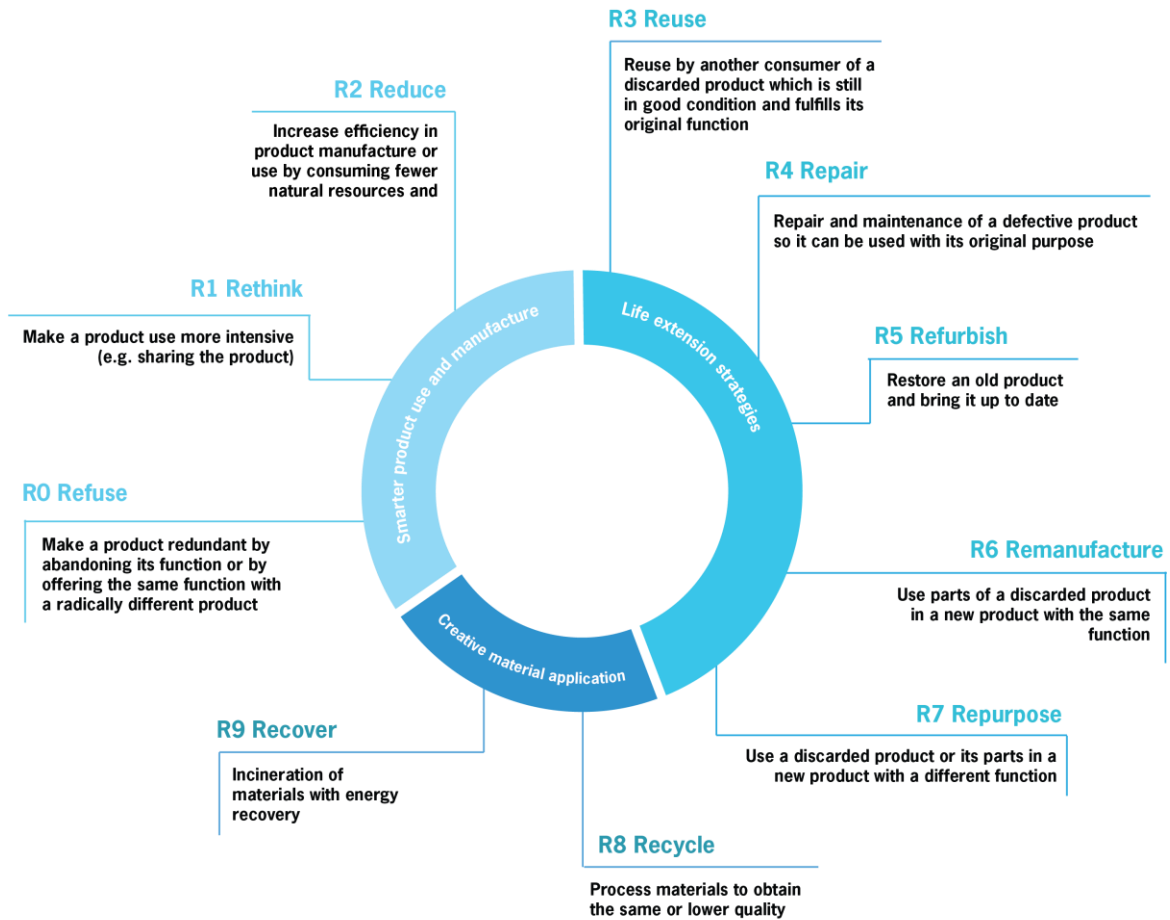 R0 Refuse
Make a product redundant by
abandoning its function or by
offering the same function with
a radically different product
R1 Rethink
Make a product use more intensive
(e.g. sharing the product)
R2 Reduce
Increase efficiency in
product manufacture or
use by consuming fewer
natural resources and
R3 Reuse
Reuse by another consumer of a
discarded product which is still
in good condition and fulfills its
original function
R4 Repair
Repair and maintenance of a defective product
so it can be used with its original purpose
R5 Refurbish
Restore an old product
and bring it up to date
R6 Remanufacture
Use parts of a discarded product
in a new product with the same
function
R7 Repurpose
Use a discarded product or its parts in a
new product with a different function
R8 Recycle
Process materials to obtain
the same or lower quality
R9 Recover
Incineration of
materials with energy
recovery
Smarter product use and manufacture
Life extension strategies
Creative material application